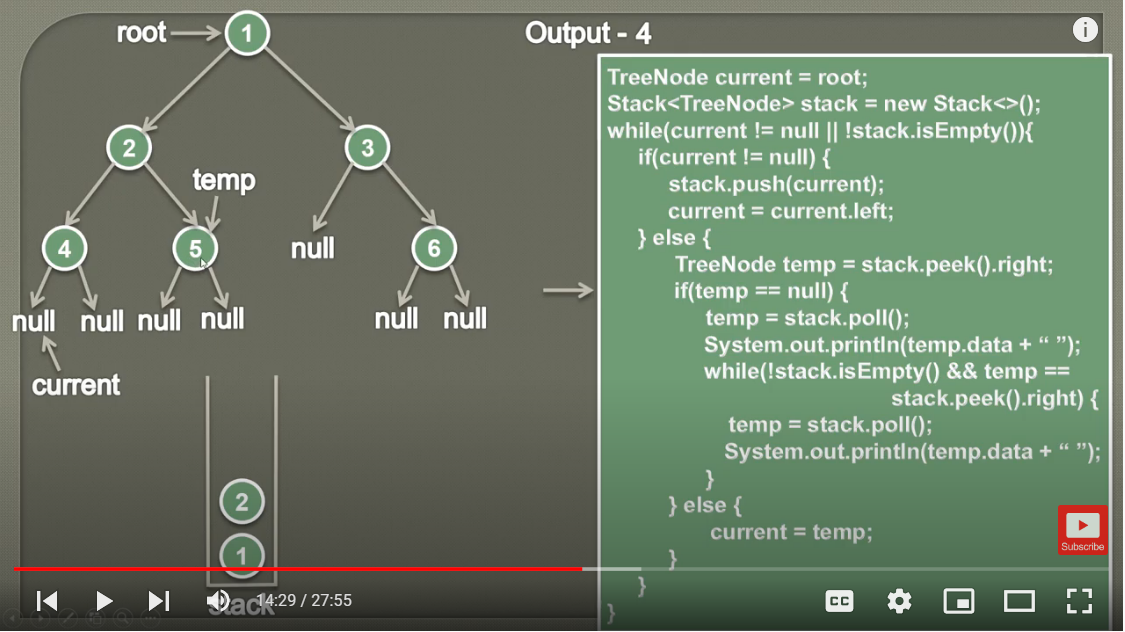 root
1
Output - 4
2
3
temp
4
5
null
6
null
null
null
null
null
null
current
2
1
stack
TreeNode current = root;
Stack<TreeNode> stack = new Stack<>();
while(current != null || !stack.isEmpty()){
if(current != null) {
stack.push(current);
current = current.left;
} else {
TreeNode temp = stack.peek().right;
if(temp == null) {
temp = stack.poll();
System.out.println(temp.data + “ ”);
while(!stack.isEmpty() && temp ==
stack.peek().right) {
temp = stack.poll();
System.out.println(temp.data + “ ”);
}
} else {
current = temp;
}
}
}
Subscribe
14:29 / 27:55
CC